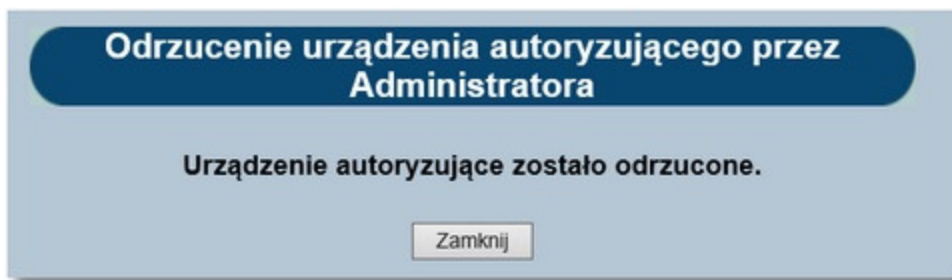 Odrzucenie urządzenia autoryzującego przez
Administratora
Urządzenie autoryzujące zostało odrzucone.
Zamknij